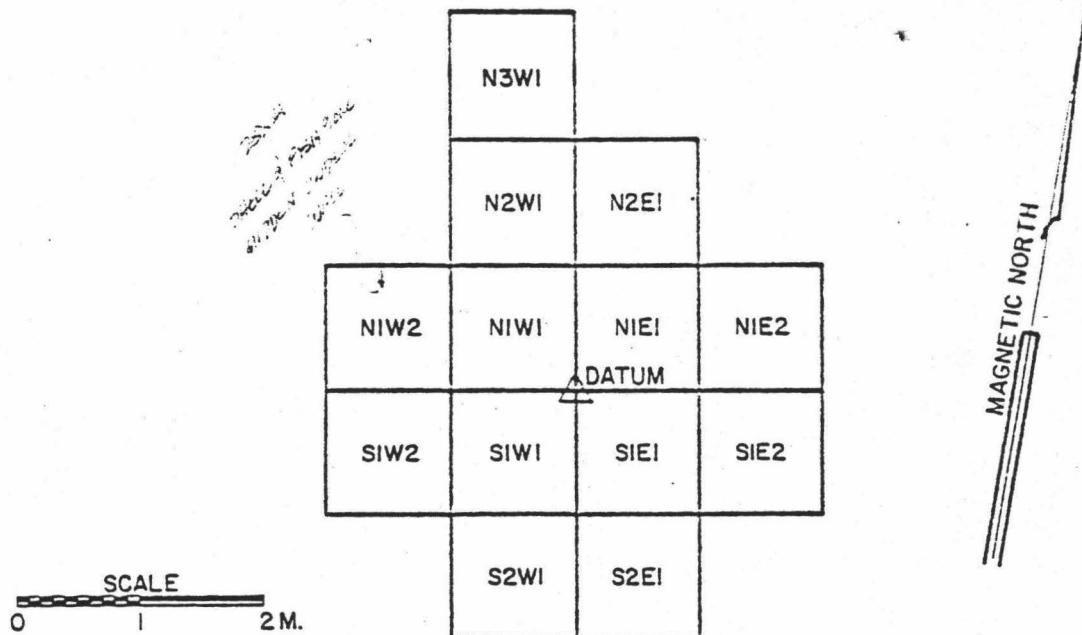 N3W1
N2W1 N2E1
N1W2 N1W1 N1E1 N1E2
DATUM
S1W2 S1W1 S1E1 S1E2
S2W1 S2E1
SCALE
0 1 2 M.
MAGNETIC NORTH